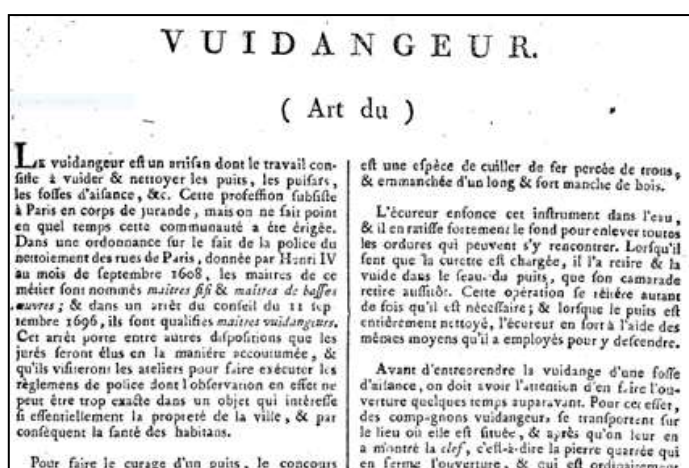 VUIDANGEUR.
( Art du )
LE vuidangeur eſt un artiſan dont le travail con-
ſiſte à vuider & nettoyer les puits, les puiſarts,
les foſſes d'aiſance, &c. Cette profeſſion ſubſiſte
à Paris en corps de jurande, mais on ne ſait point
en quel temps cette communauté a été érigée.
Dans une ordonnance ſur le fait de la police du
nettoiement des rues de Paris, donnée par Henri IV
au mois de ſeptembre 1608, les maitres de ce
métier ſont nommés maitres fifi & maitres de baſſes
œuvres; & dans un arrêt du conſeil du 11 ſep
tembre 1696, ils ſont qualifiés maitres vuidangeurs.
Cet arrêt porte entre autres diſpoſitions que les
jurés ſeront élus en la manière accoutumée, &
qu'ils viſiteront les ateliers pour faire exécuter les
règlemens de police dont l'obſervation en effet ne
peut être trop exacte dans un objet qui intéreſſe
ſi eſſentiellement la propreté de la ville, & par
conſéquent la ſanté des habitans.
Pour faire le curage d'un puits, le concours
eſt une eſpèce de cuiller de fer percée de trous,
& emmanchée d'un long & fort manche de bois.
L'écureur enfonce cet inſtrument dans l'eau,
& il en ratiſſe fortement le fond pour enlever toutes
les ordures qui peuvent s'y rencontrer. Lorſqu'il
ſent que la curette eſt chargée, il l'a retire & la
vuide dans le ſeau du puits, que ſon camarade
retire auſſitôt. Cette opération ſe réitère autant
de fois qu'il eſt néceſſaire; & lorſque le puits eſt
entièrement nettoyé, l'écureur en ſort à l'aide des
mêmes moyens qu'il a employés pour y deſcendre.
Avant d'entreprendre la vuidange d'une foſſe
d'aiſance, on doit avoir l'attention d'en faire l'ou-
verture quelques temps auparavant. Pour cet effet,
des compagnons vuidangeurs ſe tranſportent ſur
le lieu où elle eſt ſituée, & après qu'on leur en
a montré la clef, c'eſt-à-dire la pierre quarrée qui
en ferme l'ouverture, & qui eſt ordinairement